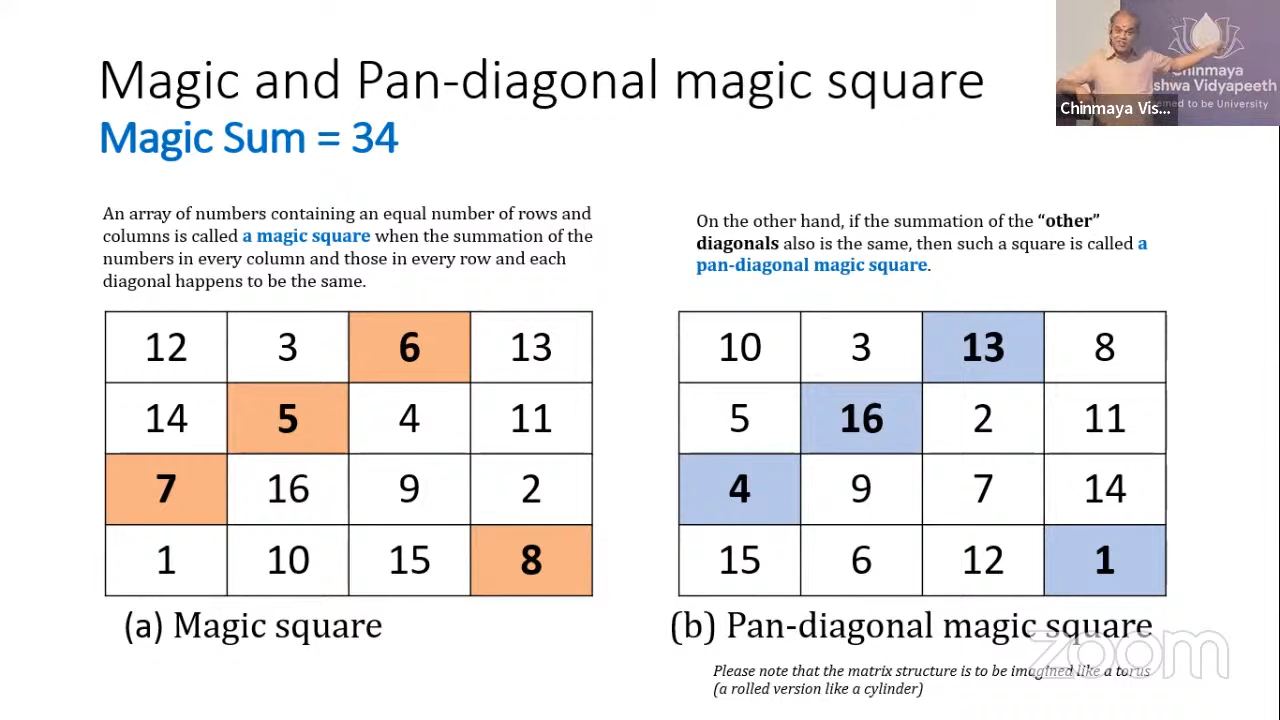 Magic and Pan-diagonal magic square
Magic Sum = 34
Chinmaya
shwa Vidyapeeth
emed to be University
Chinmaya Vis...
An array of numbers containing an equal number of rows and
columns is called a magic square when the summation of the
numbers in every column and those in every row and each
diagonal happens to be the same.
On the other hand, if the summation of the “other”
diagonals also is the same, then such a square is called a
pan-diagonal magic square.
12 3 6 13
14 5 4 11
7 16 9 2
1 10 15 8
(a) Magic square
10 3 13 8
5 16 2 11
4 9 7 14
15 6 12 1
(b) Pan-diagonal magic square
Please note that the matrix structure is to be imagined like a torus
(a rolled version like a cylinder)
zoom